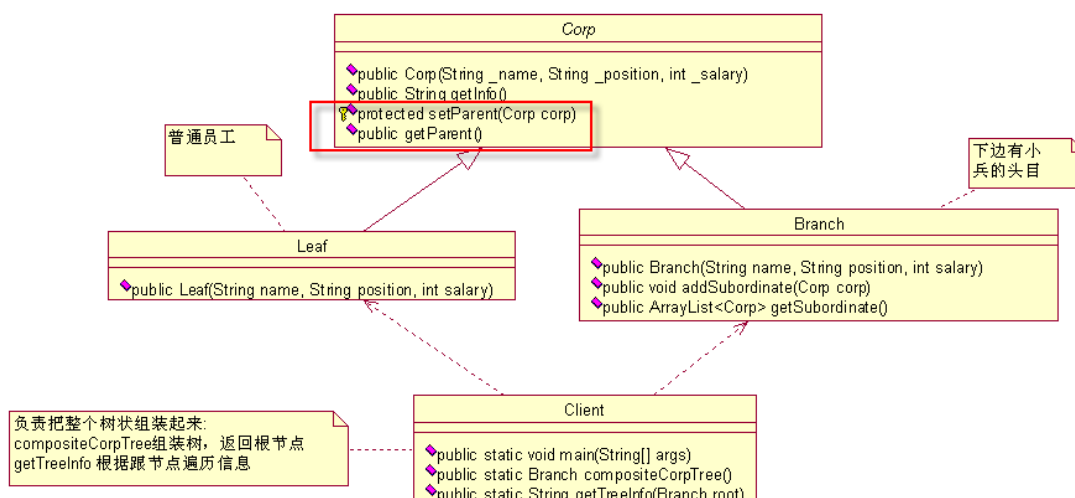 Corp
public Corp(String _name, String _position, int _salary)
public String getInfo()
protected setParent(Corp corp)
public getParent()
普通员工
下边有小
兵的头目
Leaf
public Leaf(String name, String position, int salary)
Branch
public Branch(String name, String position, int salary)
public void addSubordinate(Corp corp)
public ArrayList<Corp> getSubordinate()
负责把整个树状组装起来:
compositeCorpTree组装树，返回根节点
getTreeInfo 根据跟节点遍历信息
Client
public static void main(String[] args)
public static Branch compositeCorpTree()
public static String getTreeInfo(Branch root)